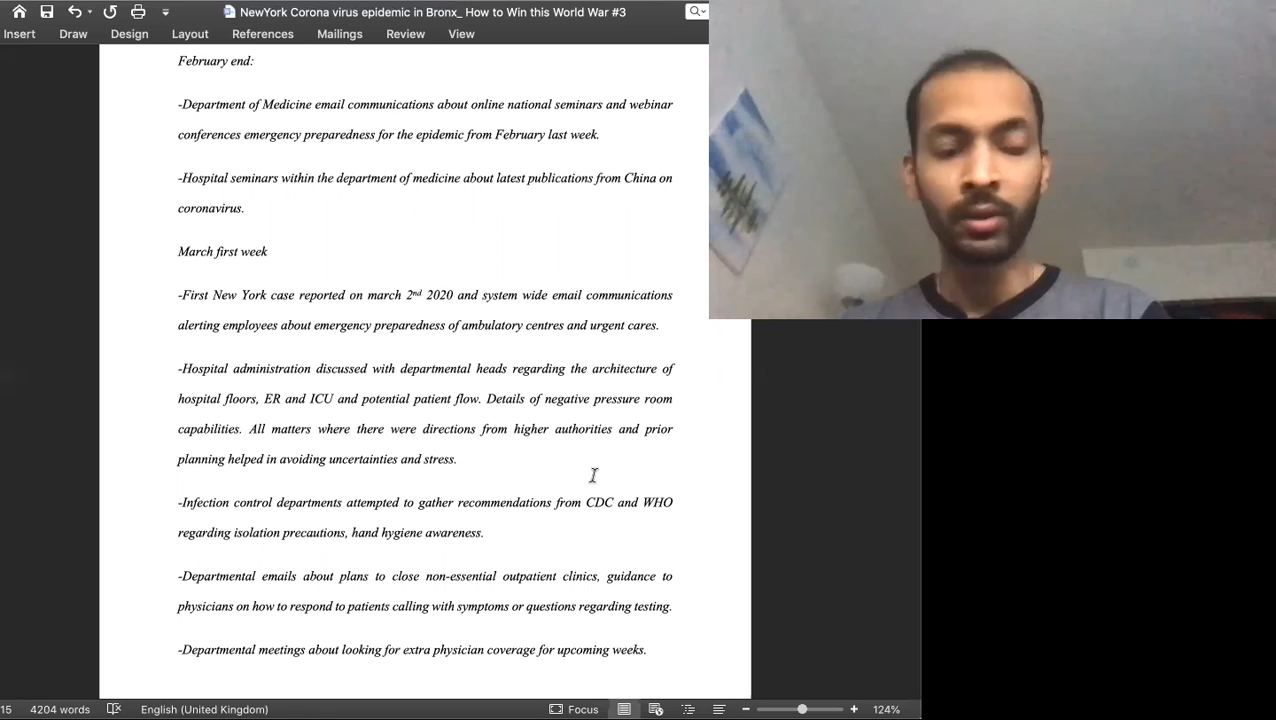 NewYork Corona virus epidemic in Bronx_ How to Win this World War #3
Insert Draw Design Layout References Mailings Review View
February end:
-Department of Medicine email communications about online national seminars and webinar
conferences emergency preparedness for the epidemic from February last week.
-Hospital seminars within the department of medicine about latest publications from China on
coronavirus.
March first week
-First New York case reported on march 2nd 2020 and system wide email communications
alerting employees about emergency preparedness of ambulatory centres and urgent cares.
-Hospital administration discussed with departmental heads regarding the architecture of
hospital floors, ER and ICU and potential patient flow. Details of negative pressure room
capabilities. All matters where there were directions from higher authorities and prior
planning helped in avoiding uncertainties and stress.
-Infection control departments attempted to gather recommendations from CDC and WHO
regarding isolation precautions, hand hygiene awareness.
-Departmental emails about plans to close non-essential outpatient clinics, guidance to
physicians on how to respond to patients calling with symptoms or questions regarding testing.
-Departmental meetings about looking for extra physician coverage for upcoming weeks.
15 4204 words English (United Kingdom) Focus 124%